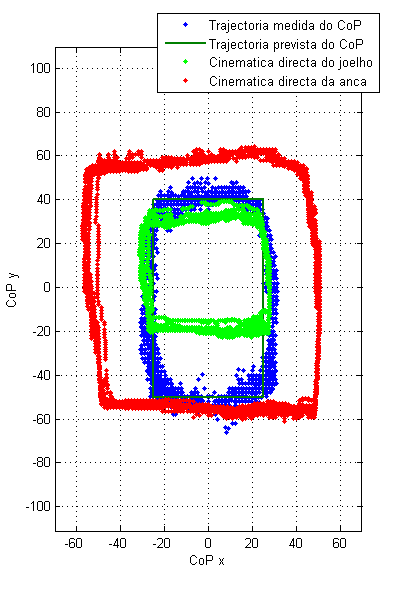 Trajectoria medida do CoP
Trajectoria prevista do CoP
Cinematica directa do joelho
Cinematica directa da anca
100
80
60
40
20
0
-20
-40
-60
-80
-100
CoP y
-60 -40 -20 0 20 40 60
CoP x